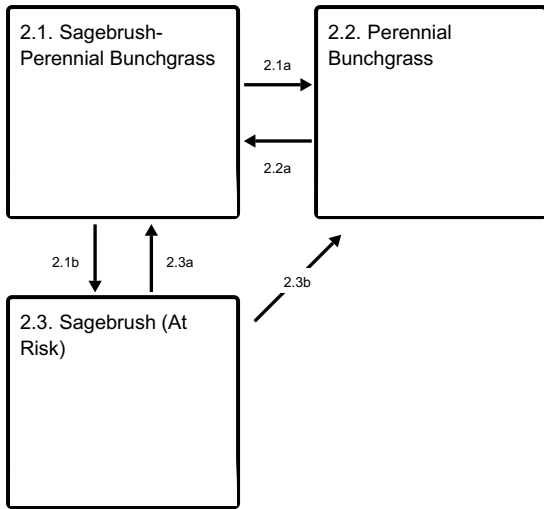 2.1. Sagebrush-
Perennial Bunchgrass
2.2. Perennial
Bunchgrass
2.1a
2.2a
2.1b
2.3a
2.3b
2.3. Sagebrush (At
Risk)